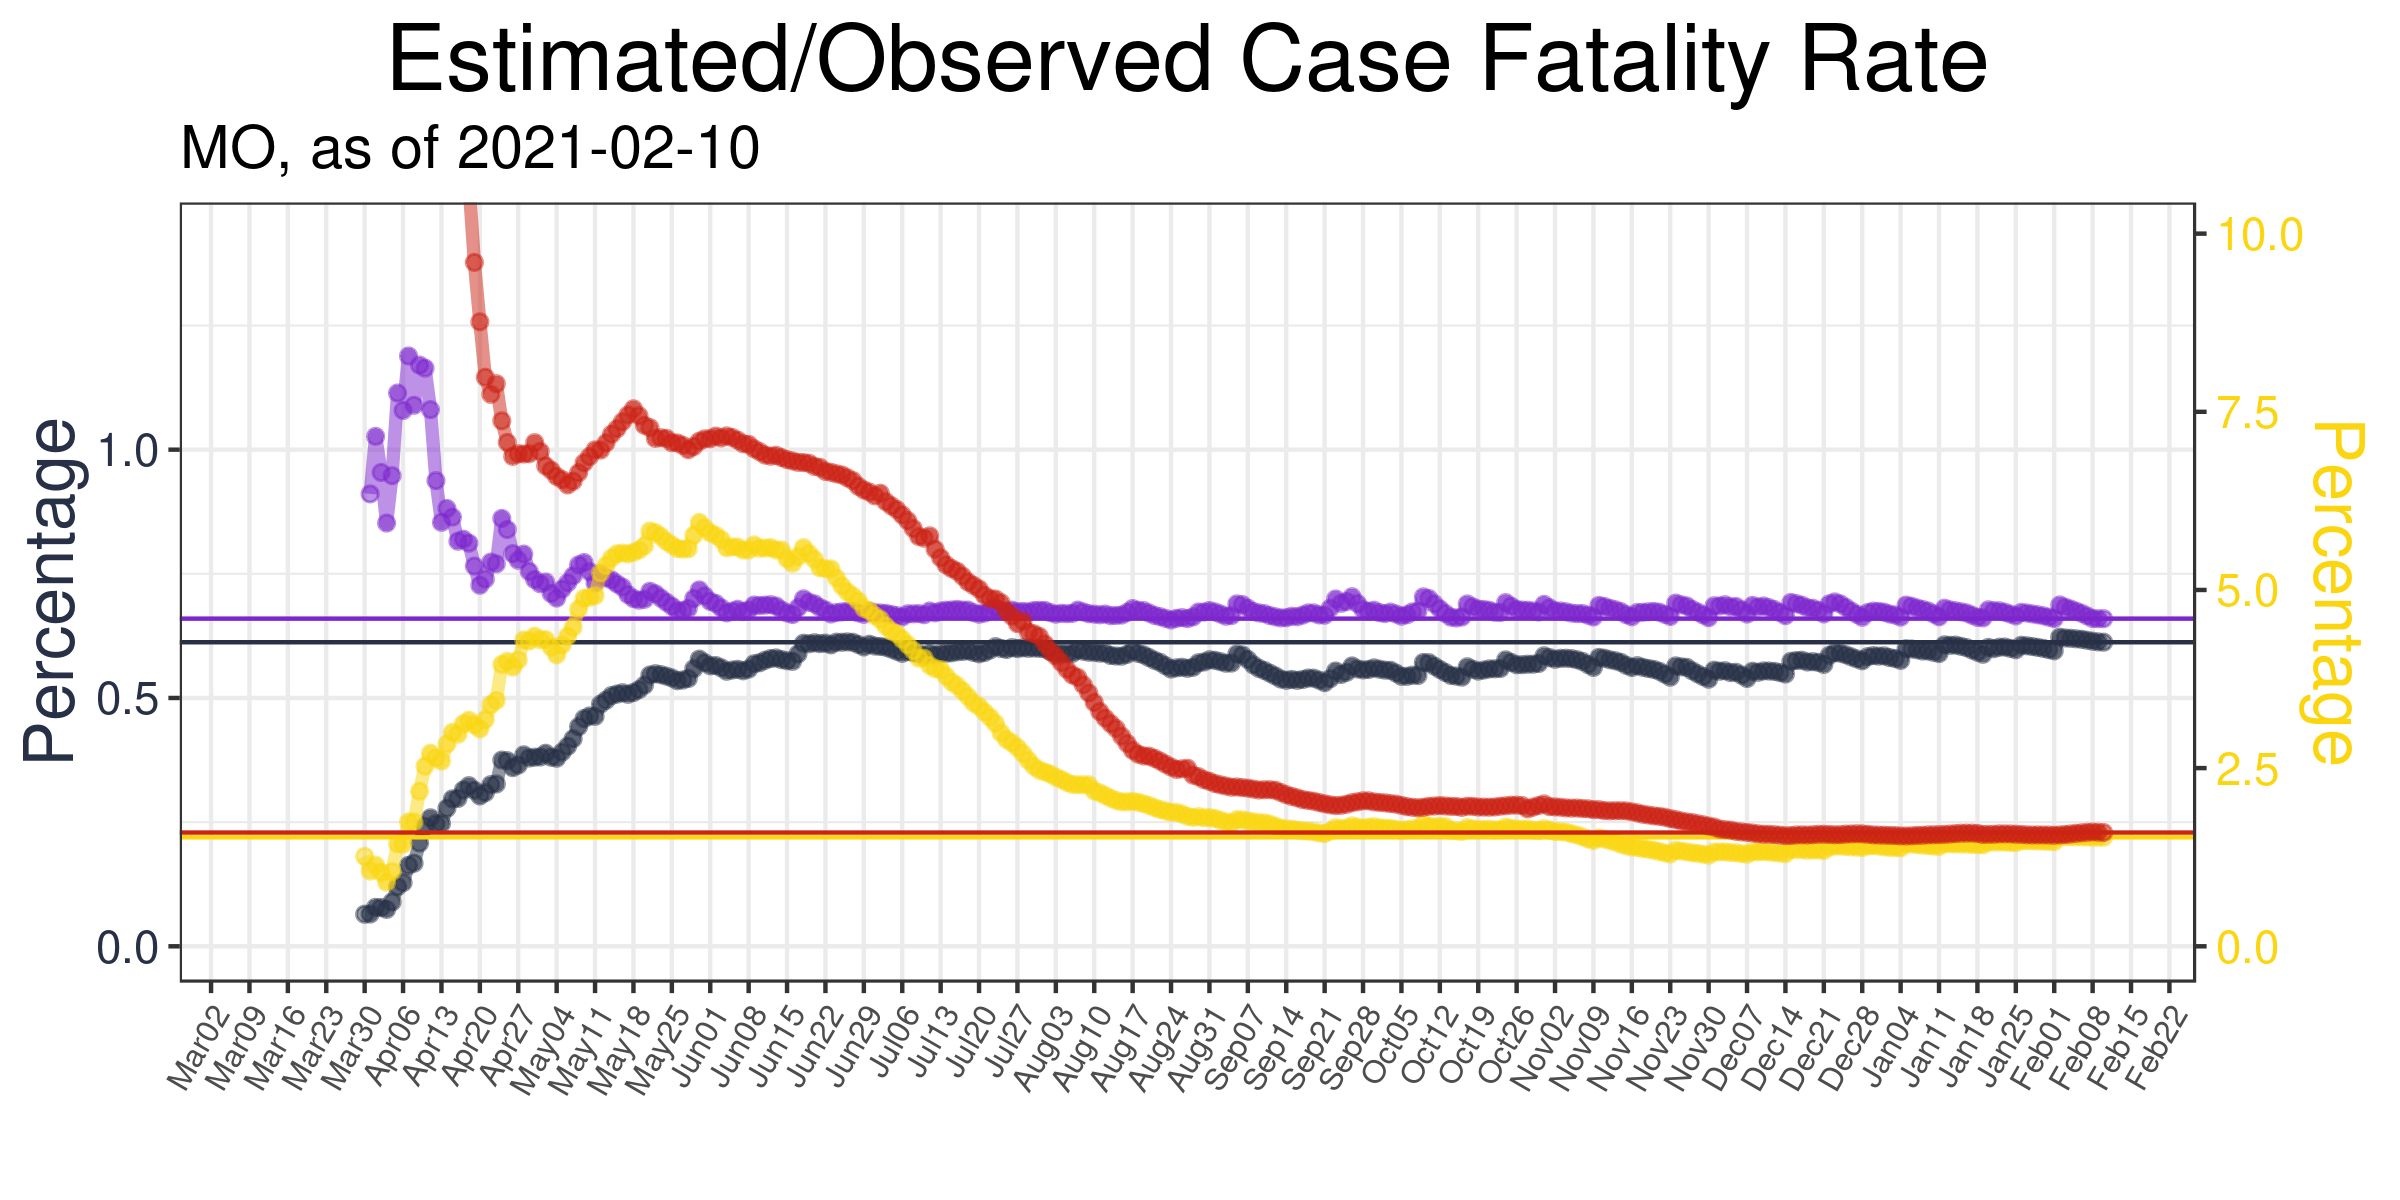 Estimated/Observed Case Fatality Rate
MO, as of 2021-02-10
Percentage
1.0
0.5
0.0
10.0
7.5
5.0
2.5
0.0
Percentage
Mar02
Mar09
Mar16
Mar23
Mar30
Apr06
Apr13
Apr20
Apr27
May04
May11
May18
May25
Jun01
Jun08
Jun15
Jun22
Jun29
Jul06
Jul13
Jul20
Jul27
Aug03
Aug10
Aug17
Aug24
Aug31
Sep07
Sep14
Sep21
Sep28
Oct05
Oct12
Oct19
Oct26
Nov02
Nov09
Nov16
Nov23
Nov30
Dec07
Dec14
Dec21
Dec28
Jan04
Jan11
Jan18
Jan25
Feb01
Feb08
Feb15
Feb22